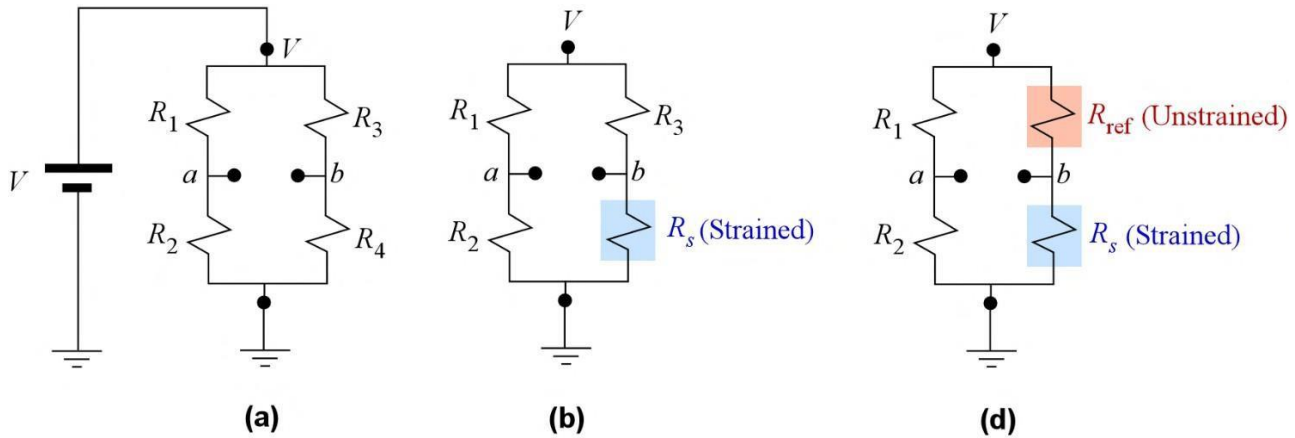 V
V
R1
R3
a
b
R2
R4
V
(a)
V
R1
R3
a
b
R2
Rs (Strained)
(b)
V
R1
Rref (Unstrained)
a
b
R2
Rs (Strained)
(d)